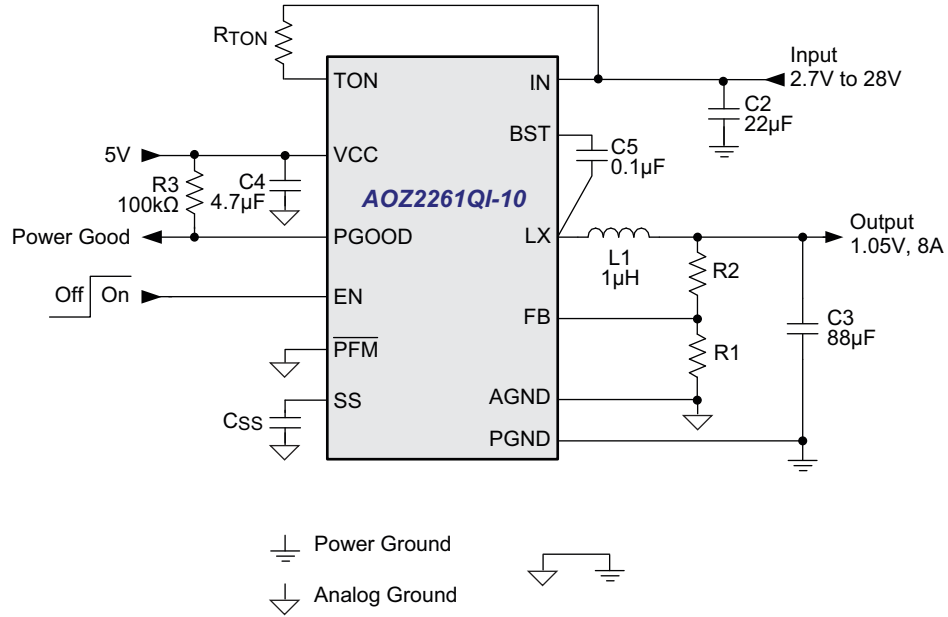 RTON
TON
IN
Input
2.7V to 28V
C2
22µF
BST
C5
0.1µF
5V
VCC
R3
100kΩ
C4
4.7µF
AOZ2261QI-10
Power Good
PGOOD
LX
L1
1µH
Output
1.05V, 8A
R2
Off
On
EN
FB
C3
88µF
PFM
R1
SS
CSS
AGND
PGND
Power Ground
Analog Ground